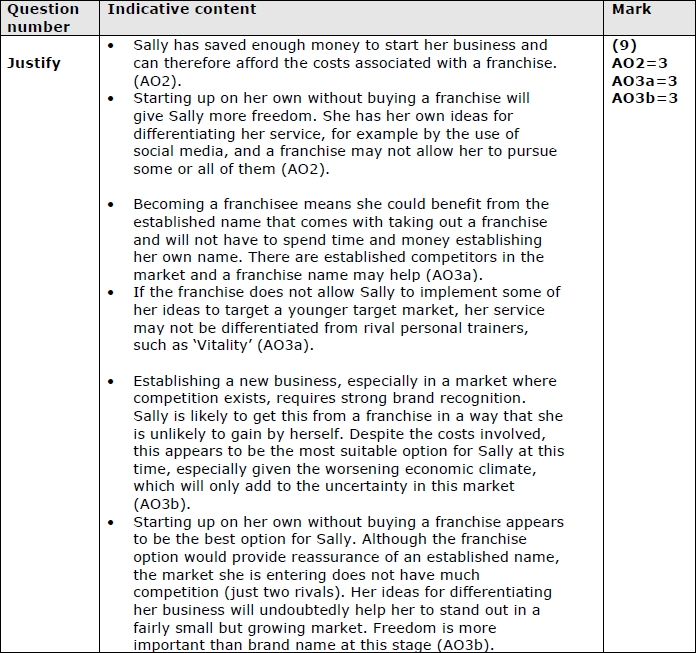 Question number
Indicative content
Mark
Justify
• Sally has saved enough money to start her business and
can therefore afford the costs associated with a franchise.
(AO2).
• Starting up on her own without buying a franchise will
give Sally more freedom. She has her own ideas for
differentiating her service, for example by the use of
social media, and a franchise may not allow her to pursue
some or all of them (AO2).
• Becoming a franchisee means she could benefit from the
established name that comes with taking out a franchise
and will not have to spend time and money establishing
her own name. There are established competitors in the
market and a franchise name may help (AO3a).
• If the franchise does not allow Sally to implement some of
her ideas to target a younger target market, her service
may not be differentiated from rival personal trainers,
such as ‘Vitality’ (AO3a).
• Establishing a new business, especially in a market where
competition exists, requires strong brand recognition.
Sally is likely to get this from a franchise in a way that she
is unlikely to gain by herself. Despite the costs involved,
this appears to be the most suitable option for Sally at this
time, especially given the worsening economic climate,
which will only add to the uncertainty in this market
(AO3b).
• Starting up on her own without buying a franchise appears
to be the best option for Sally. Although the franchise
option would provide reassurance of an established name,
the market she is entering does not have much
competition (just two rivals). Her ideas for differentiating
her business will undoubtedly help her to stand out in a
fairly small but growing market. Freedom is more
important than brand name at this stage (AO3b).
(9)
AO2=3
AO3a=3
AO3b=3